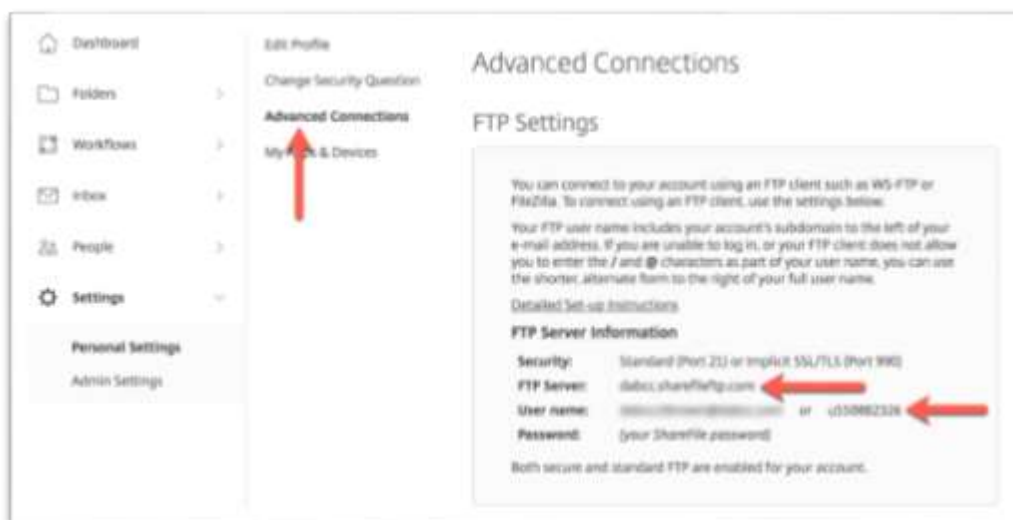 Dashboard
Folders
Workflows
Inbox
People
Settings
Personal Settings
Admin Settings
Edit Profile
Change Security Question
Advanced Connections
My & Devices
Advanced Connections
FTP Settings
You can connect to your account using an FTP client such as WS-FTP or
FileZilla. To connect using an FTP client, use the settings below.
Your FTP user name includes your account's subdomain to the left of your
e-mail address. If you are unable to log in, or your FTP client does not allow
you to enter the / and @ characters as part of your user name, you can use
the shorter, alternate form to the right of your full user name.
Detailed Set-up Instructions
FTP Server Information
Security: Standard (Port 21) or Implicit SSL/TLS (Port 990)
FTP Server: dabcc.sharefileftp.com
User name: or
Password: (your ShareFile password)
Both secure and standard FTP are enabled for your account.